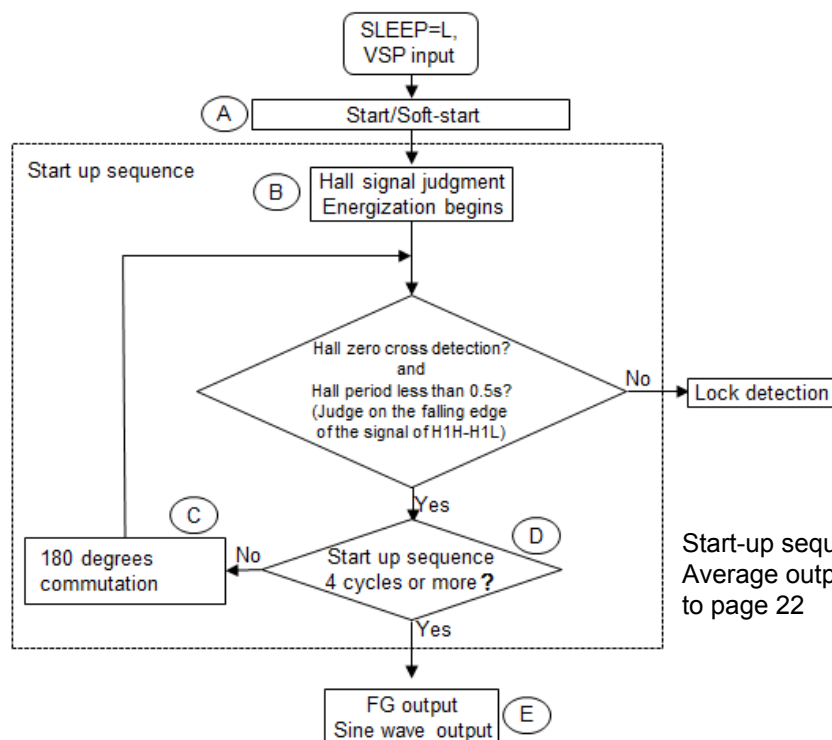 SLEEP=L,
VSP input
A
Start/Soft-start
Start up sequence
B
Hall signal judgment
Energization begins
Hall zero cross detection?
and
Hall period less than 0.5s?
(Judge on the falling edge
of the signal of H1H-H1L)
No
Lock detection
Yes
C
D
180 degrees
commutation
No
Start up sequence
4 cycles or more?
Start-up sequ
Average outp
to page 22
Yes
FG output
Sine wave output
E